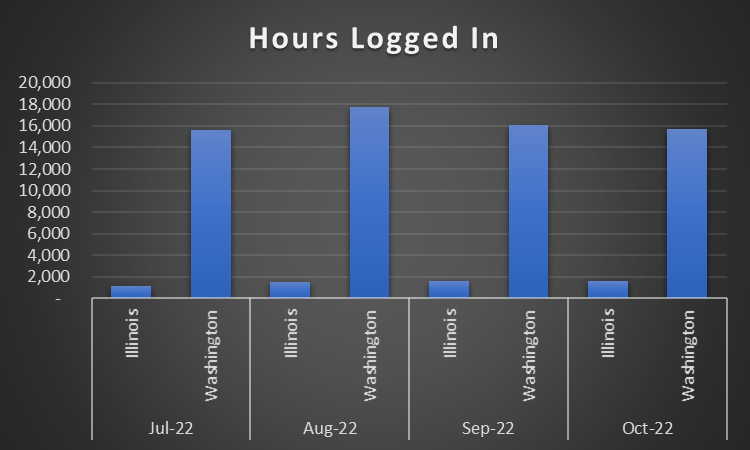 Hours Logged In
20,000
18,000
16,000
14,000
12,000
10,000
8,000
6,000
4,000
2,000
-
Illinois
Washington
Illinois
Washington
Illinois
Washington
Illinois
Washington
Jul-22
Aug-22
Sep-22
Oct-22